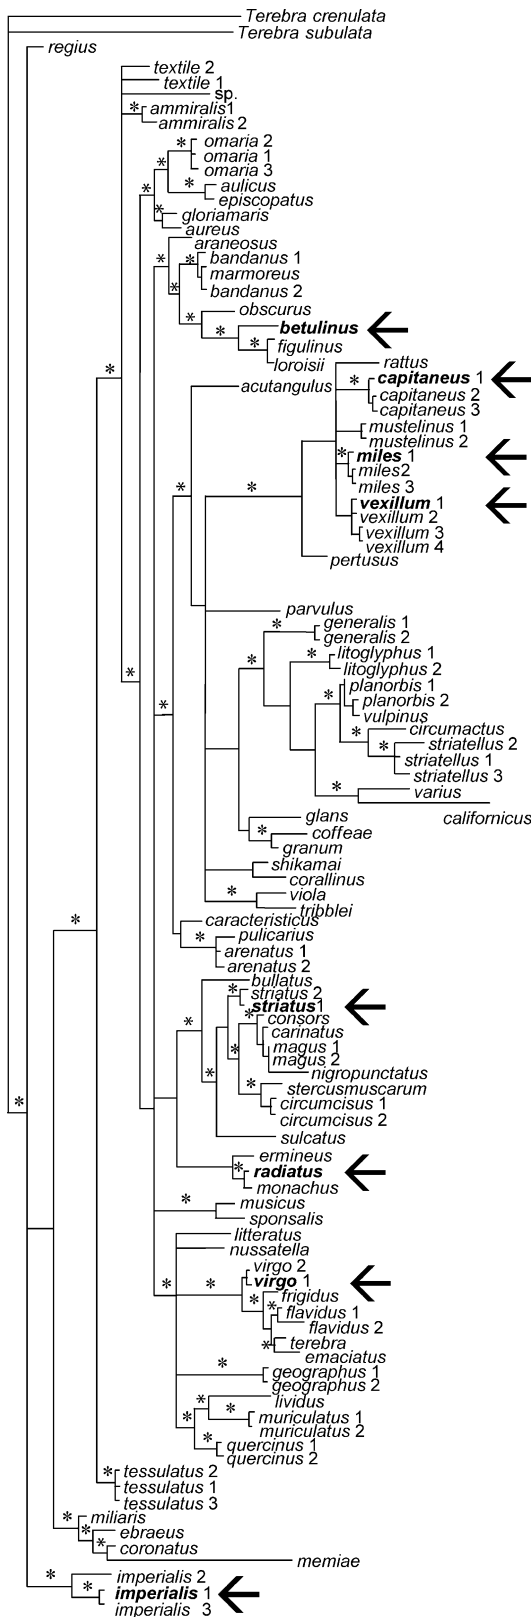 Terebra crenulata
Terebra subulata
regius
textile 2
textile 1
sp.
ammiralis1
ammiralis 2
omaria 2
omaria 1
omaria 3
aulicus
episcopatus
gloriamaris
aureus
araneosus
bandanus 1
marmoreus
bandanus 2
obscurus
betulinus
figulinus
loroisii
rattus
capitaneus 1
acutangulus
capitaneus 2
capitaneus 3
mustelinus 1
mustelinus 2
miles 1
miles2
miles 3
vexillum 1
vexillum 2
vexillum 3
vexillum 4
pertusus
parvulus
generalis 1
generalis 2
litoglyphus 1
litoglyphus 2
planorbis 1
planorbis 2
vulpinus
circumactus
striatellus 2
striatellus 1
striatellus 3
varius
californicus
glans
coffeae
granum
shikamai
corallinus
viola
tribblei
caracteristicus
pulicarius
arenatus 1
arenatus 2
bullatus
striatus 2
striatus1
consors
carinatus
magus 1
magus 2
nigropunctatus
stercusmuscarum
circumcisus 1
circumcisus 2
sulcatus
ermineus
radiatus
monachus
musicus
sponsalis
litteratus
nussatella
virgo 2
virgo 1
frigidus
flavidus 1
flavidus 2
terebra
emaciatus
geographus 1
geographus 2
lividus
muriculatus 1
muriculatus 2
quercinus 1
quercinus 2
tessulatus 2
tessulatus 1
tessulatus 3
miliaris
ebraeus
coronatus
memiae
imperialis 2
imperialis 1
imperialis 3